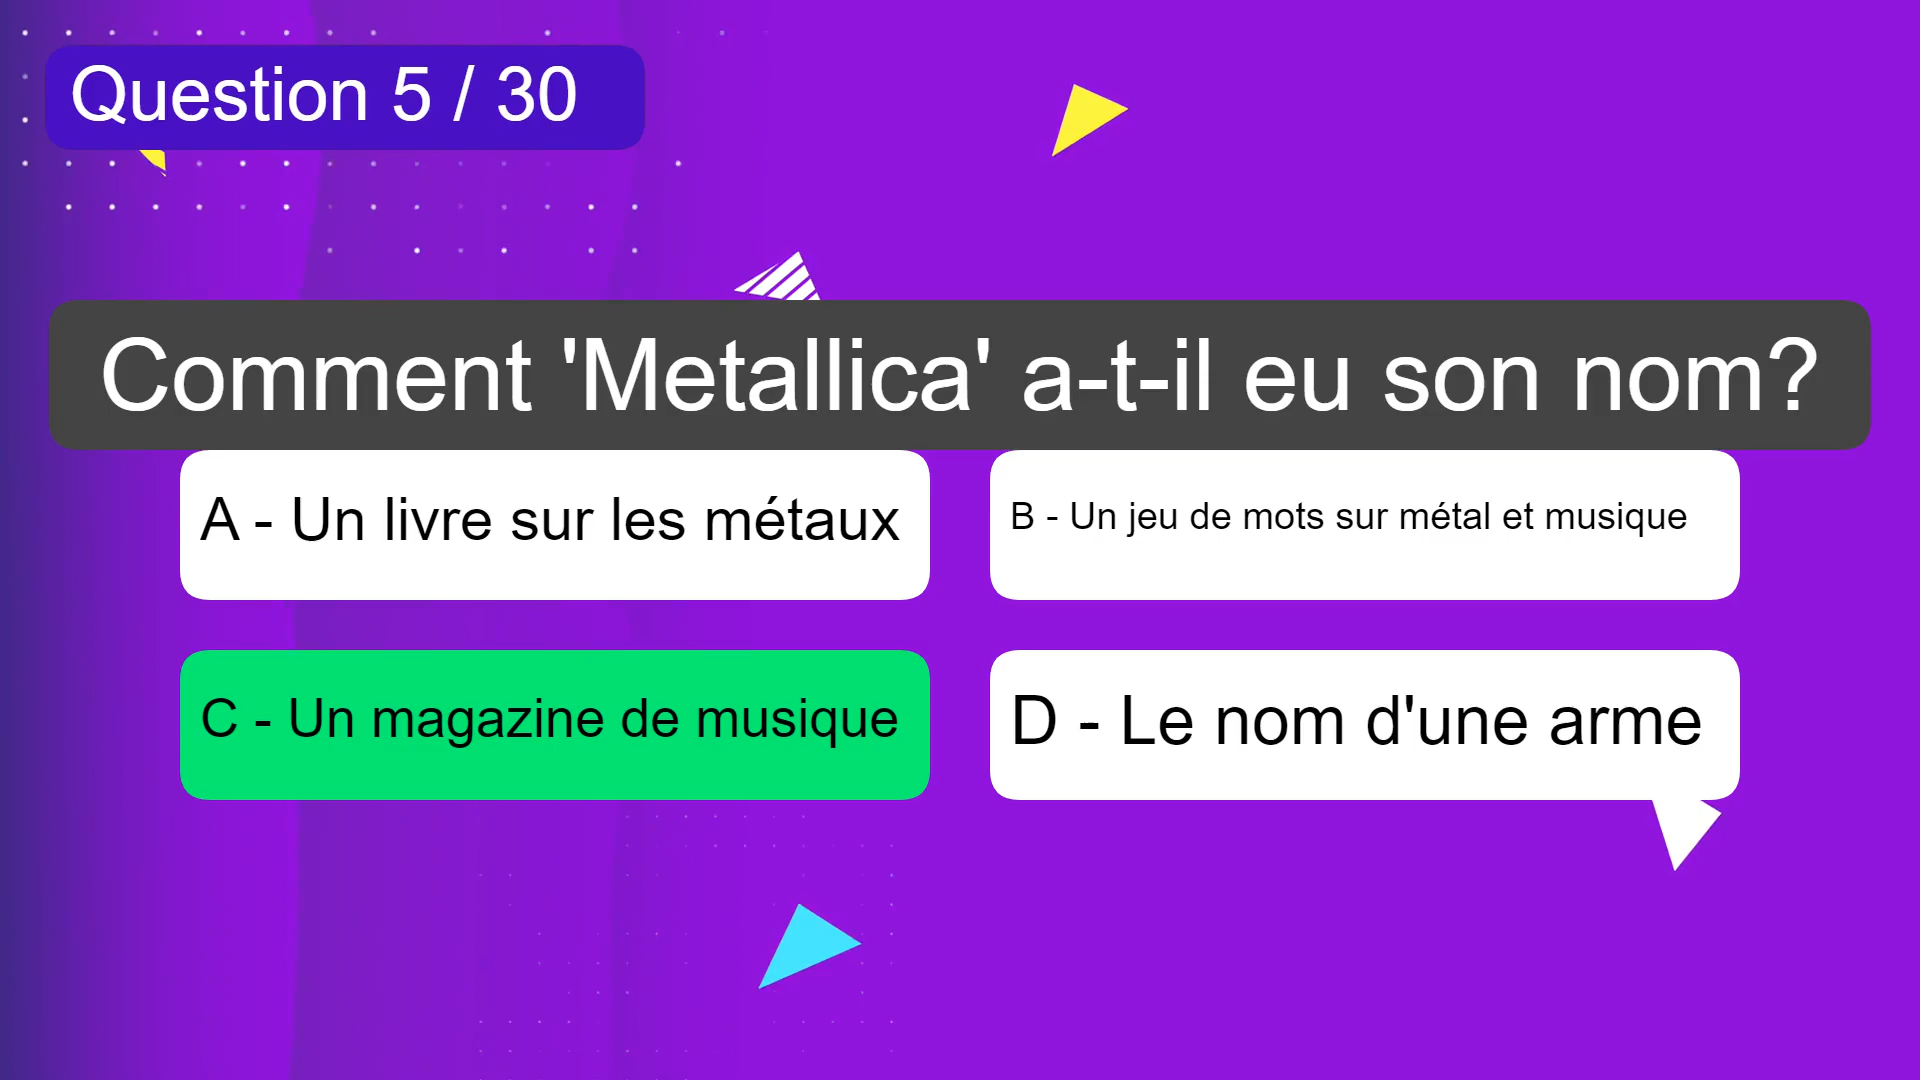 Question 5 / 30
Comment 'Metallica' a-t-il eu son nom?
A - Un livre sur les métaux
B - Un jeu de mots sur métal et musique
C - Un magazine de musique
D - Le nom d'une arme